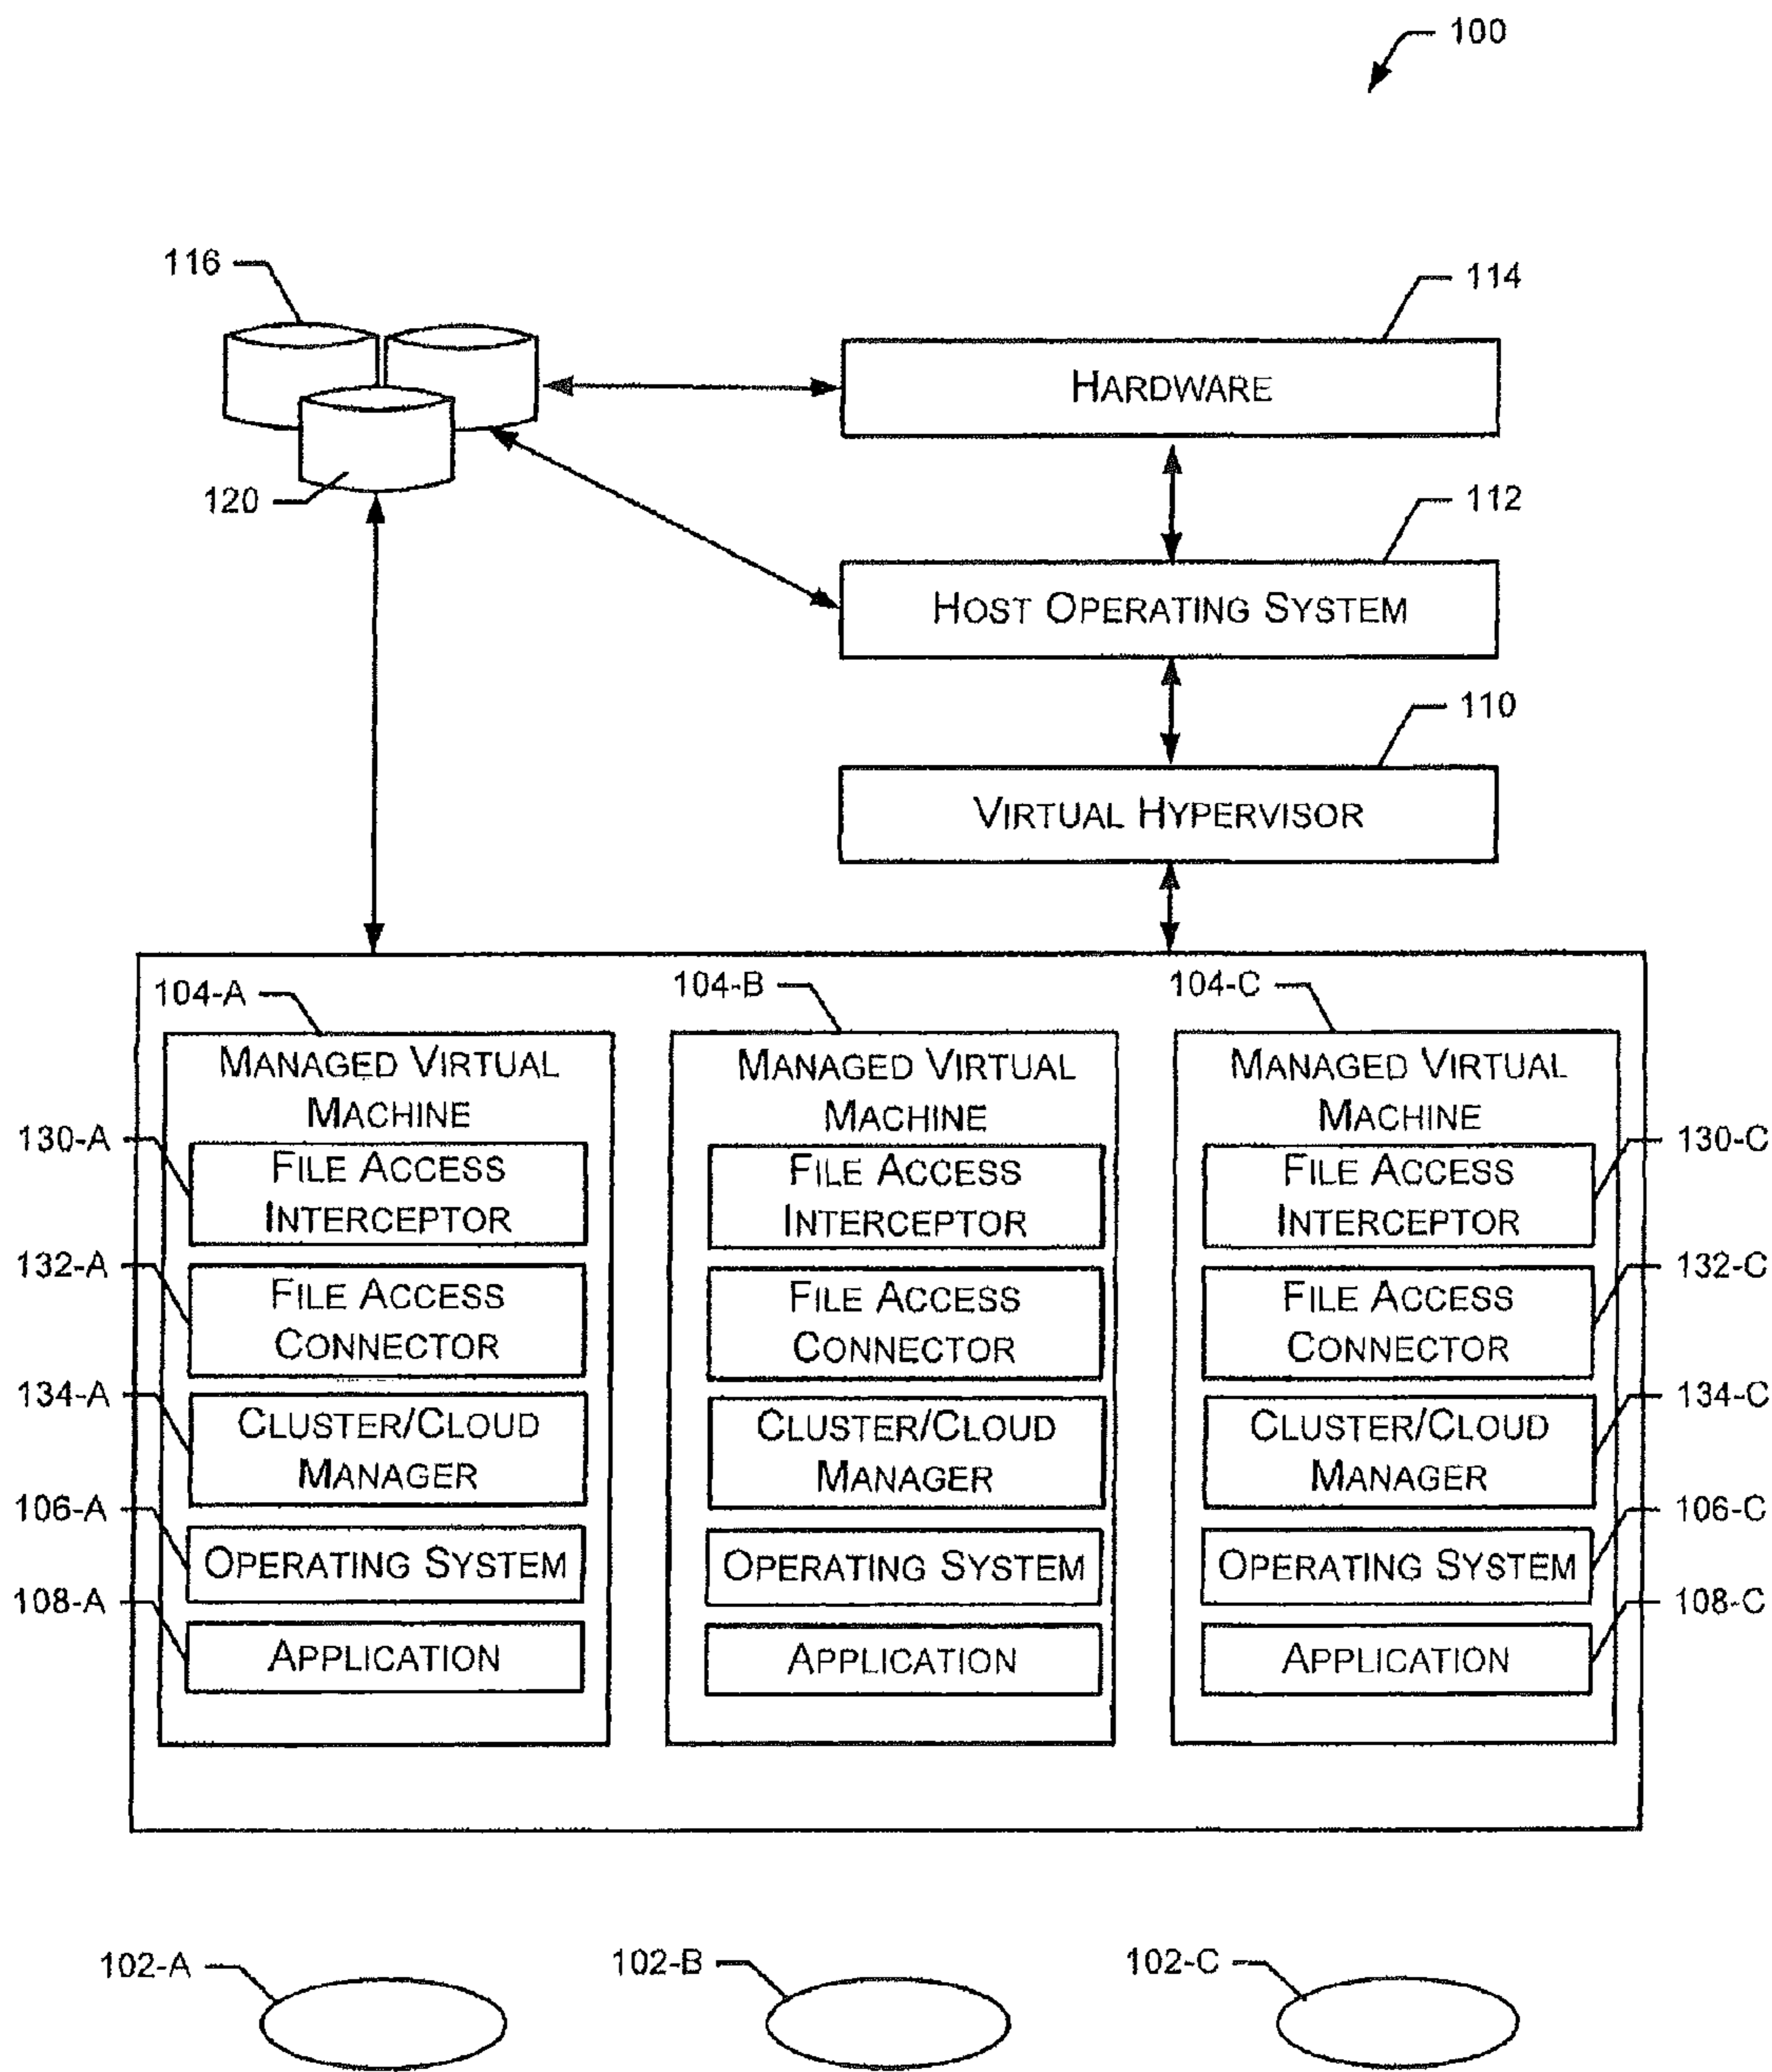 100
116
114
HARDWARE
120
112
HOST OPERATING SYSTEM
110
VIRTUAL HYPERVISOR
104-A
104-B
104-C
MANAGED VIRTUAL
MACHINE
130-A
FILE ACCESS
INTERCEPTOR
132-A
FILE ACCESS
CONNECTOR
134-A
CLUSTER/CLOUD
MANAGER
106-A
OPERATING SYSTEM
108-A
APPLICATION
MANAGED VIRTUAL
MACHINE
FILE ACCESS
INTERCEPTOR
FILE ACCESS
CONNECTOR
CLUSTER/CLOUD
MANAGER
OPERATING SYSTEM
APPLICATION
MANAGED VIRTUAL
MACHINE
FILE ACCESS
INTERCEPTOR
130-C
FILE ACCESS
CONNECTOR
132-C
CLUSTER/CLOUD
MANAGER
134-C
OPERATING SYSTEM
106-C
APPLICATION
108-C
102-A
102-B
102-C